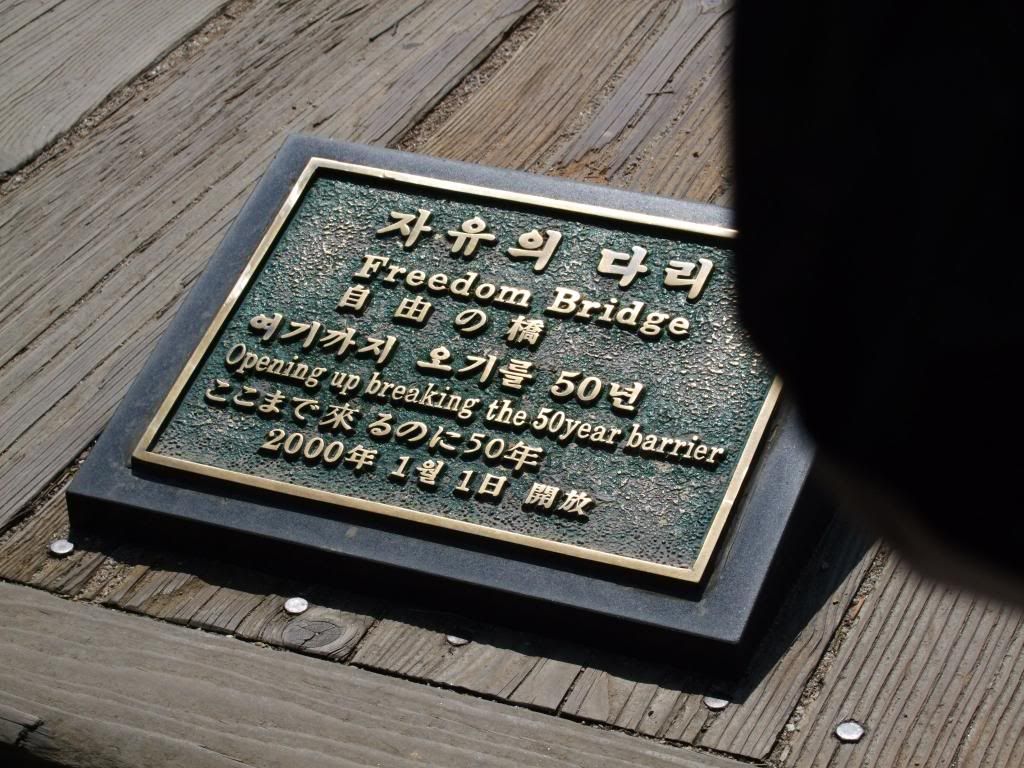 자유의 다리
Freedom Bridge
自由の橋
여기까지 오기를 50년
Opening up breaking the 50year barrier
ここまで來るのに50年
2000年 1월 1日 開放